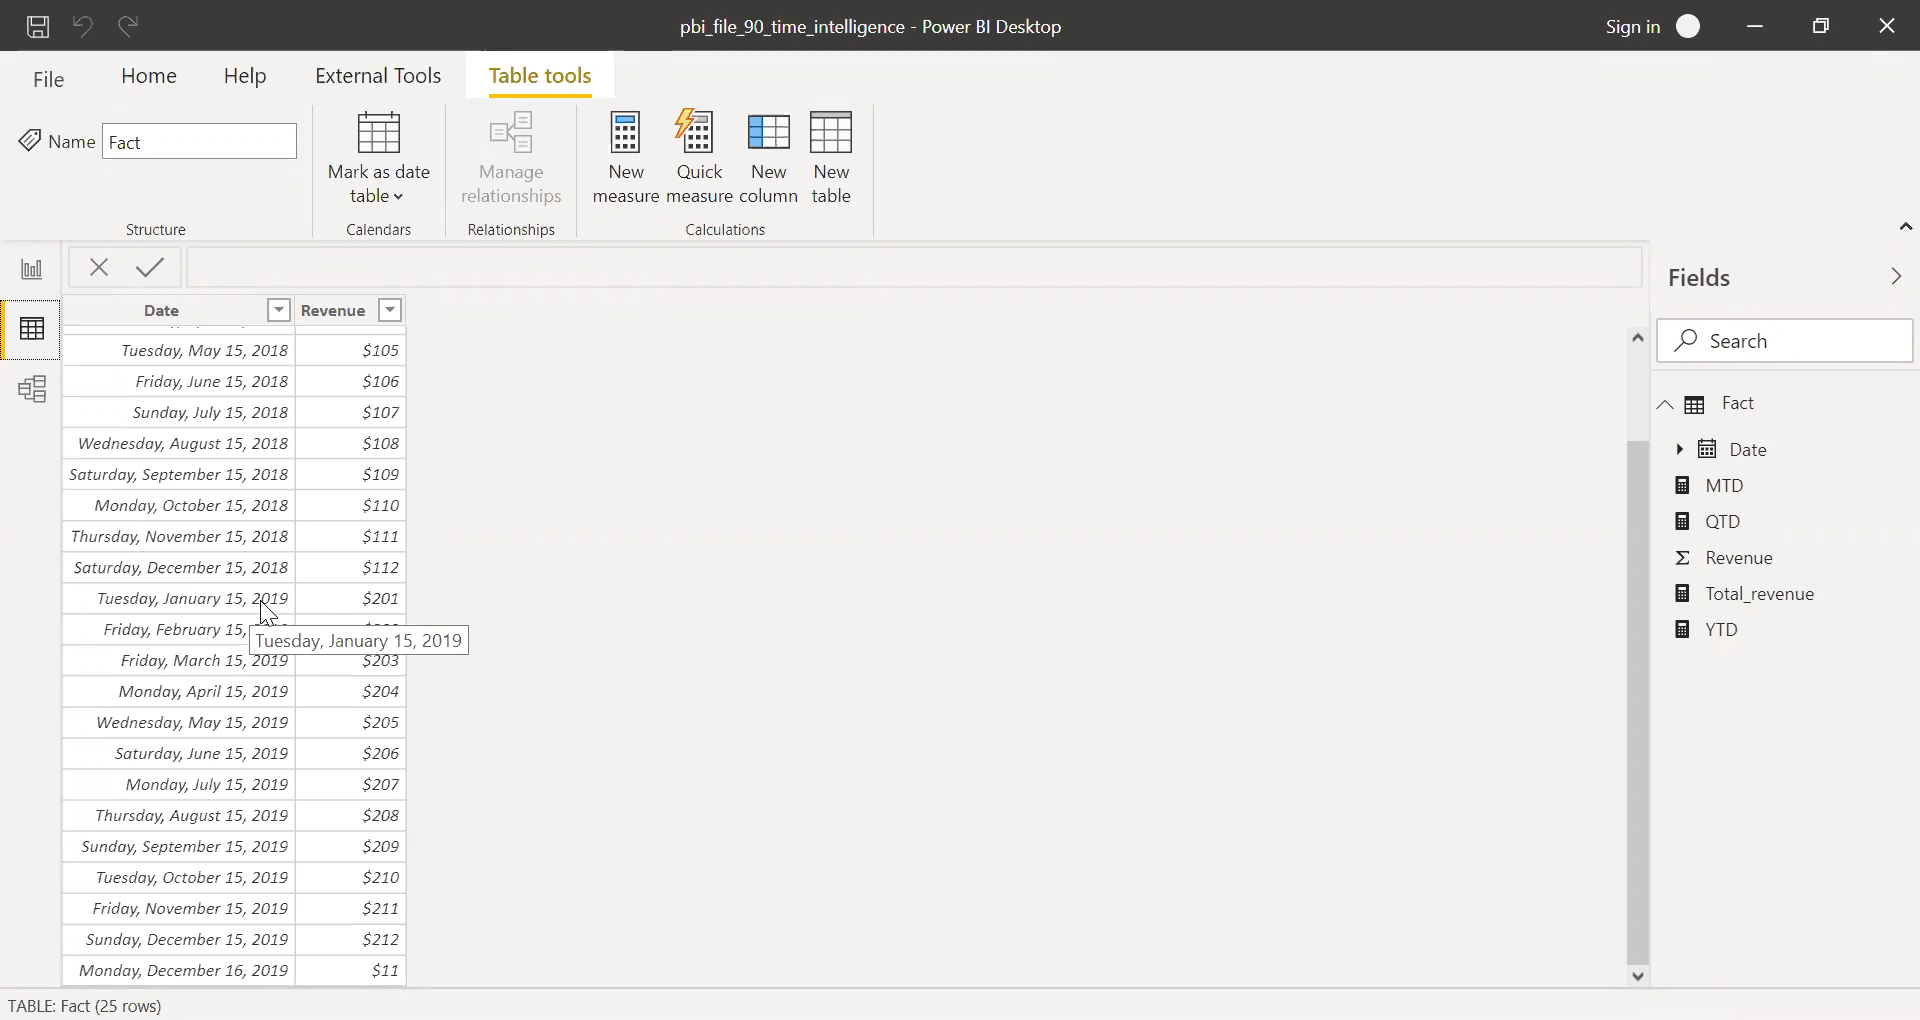 pbi_file_90_time_intelligence - Power BI Desktop
Sign in
File
Home
Help
External Tools
Table tools
Name
Fact
Structure
Mark as date
table
Calendars
Manage
relationships
Relationships
New
measure
Quick
measure
New
column
New
table
Calculations
Date
Revenue
Tuesday, May 15, 2018 $105
Friday, June 15, 2018 $106
Sunday, July 15, 2018 $107
Wednesday, August 15, 2018 $108
Saturday, September 15, 2018 $109
Monday, October 15, 2018 $110
Thursday, November 15, 2018 $111
Saturday, December 15, 2018 $112
Tuesday, January 15, 2019 $201
Friday, February 15,
Tuesday, January 15, 2019
Friday, March 15, 2019 $203
Monday, April 15, 2019 $204
Wednesday, May 15, 2019 $205
Saturday, June 15, 2019 $206
Monday, July 15, 2019 $207
Thursday, August 15, 2019 $208
Sunday, September 15, 2019 $209
Tuesday, October 15, 2019 $210
Friday, November 15, 2019 $211
Sunday, December 15, 2019 $212
Monday, December 16, 2019 $11
Fields
Search
Fact
Date
MTD
QTD
Σ Revenue
Total_revenue
YTD
TABLE: Fact (25 rows)